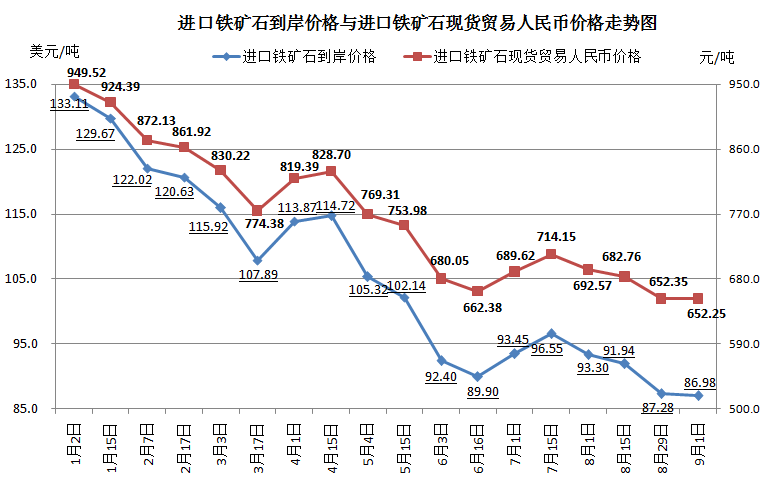 进口铁矿石到岸价格与进口铁矿石现货贸易人民币价格走势图
美元/吨
进口铁矿石到岸价格
进口铁矿石现货贸易人民币价格
元/吨
135.0
125.0
115.0
105.0
95.0
85.0
950.0
860.0
770.0
680.0
590.0
500.0
949.52
924.39
872.13
861.92
830.22
774.38
819.39
828.70
769.31
753.98
680.05
662.38
689.62
714.15
692.57
682.76
652.35
652.25
133.11
129.67
122.02
120.63
115.92
107.89
113.87
114.72
105.32
102.14
92.40
89.90
93.45
96.55
93.30
91.94
87.28
86.98
1月2日
1月15日
2月7日
2月17日
3月3日
3月17日
4月1日
4月15日
5月4日
5月15日
6月3日
6月16日
7月1日
7月15日
8月1日
8月15日
8月29日
9月1日